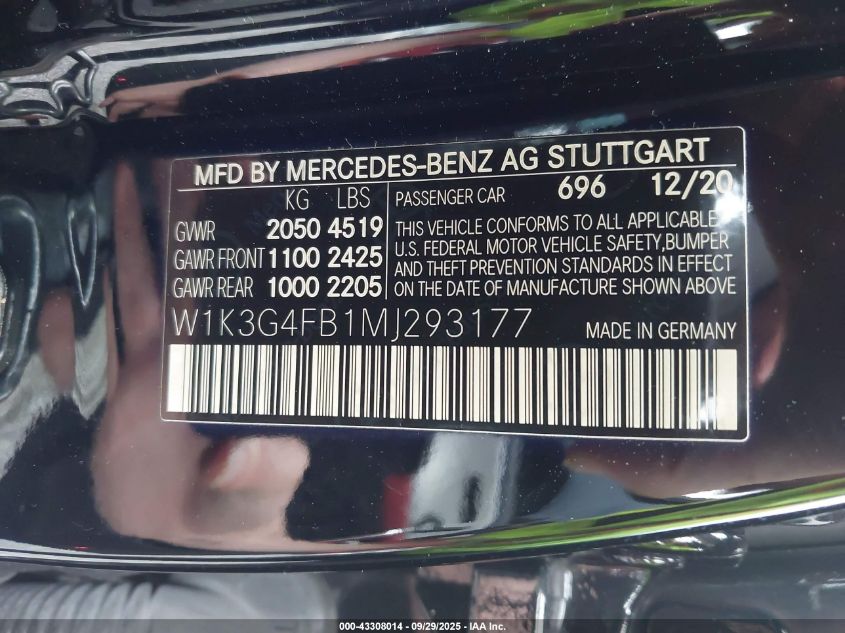 MFD BY MERCEDES-BENZ AG STUTTGART
KG LBS PASSENGER CAR 696 12/20
GVWR 2050 4519 THIS VEHICLE CONFORMS TO ALL APPLICABLE
GAWR FRONT 1100 2425 U.S. FEDERAL MOTOR VEHICLE SAFETY,BUMPER
AND THEFT PREVENTION STANDARDS IN EFFECT
GAWR REAR 1000 2205 ON THE DATE OF MANUFACTURE SHOWN ABOVE
W1K3G4FB1MJ293177 MADE IN GERMANY
000-43308014 - 09/29/2025 - IAA Inc.